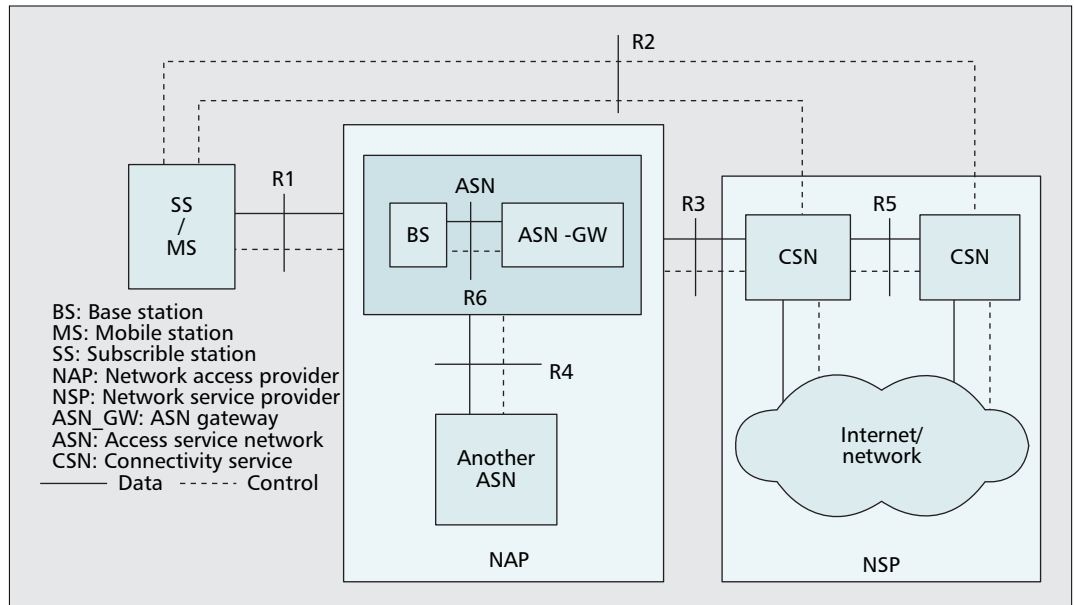 R2
R1
SS
/
MS
ASN
BS
ASN -GW
R6
R4
Another
ASN
NAP
R3
R5
CSN
CSN
Internet/
network
NSP
BS: Base station
MS: Mobile station
SS: Subscrible station
NAP: Network access provider
NSP: Network service provider
ASN_GW: ASN gateway
ASN: Access service network
CSN: Connectivity service
Data
Control